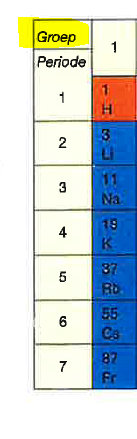 Groep 1
Periode
1 1 H
2 3 Li
3 11 Na
4 19 K
5 37 Rb
6 55 Cs
7 87 Fr